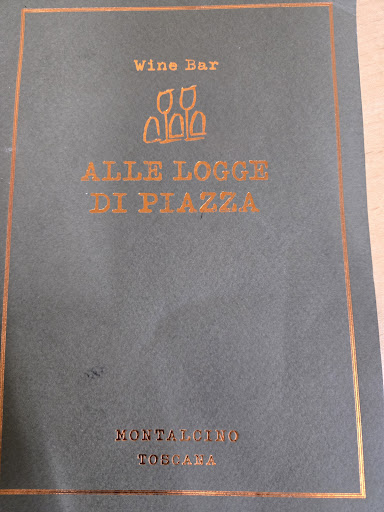 Wine Bar
ALLE LOGGE
DI PIAZZA
MONTALCINO
TOSCANA